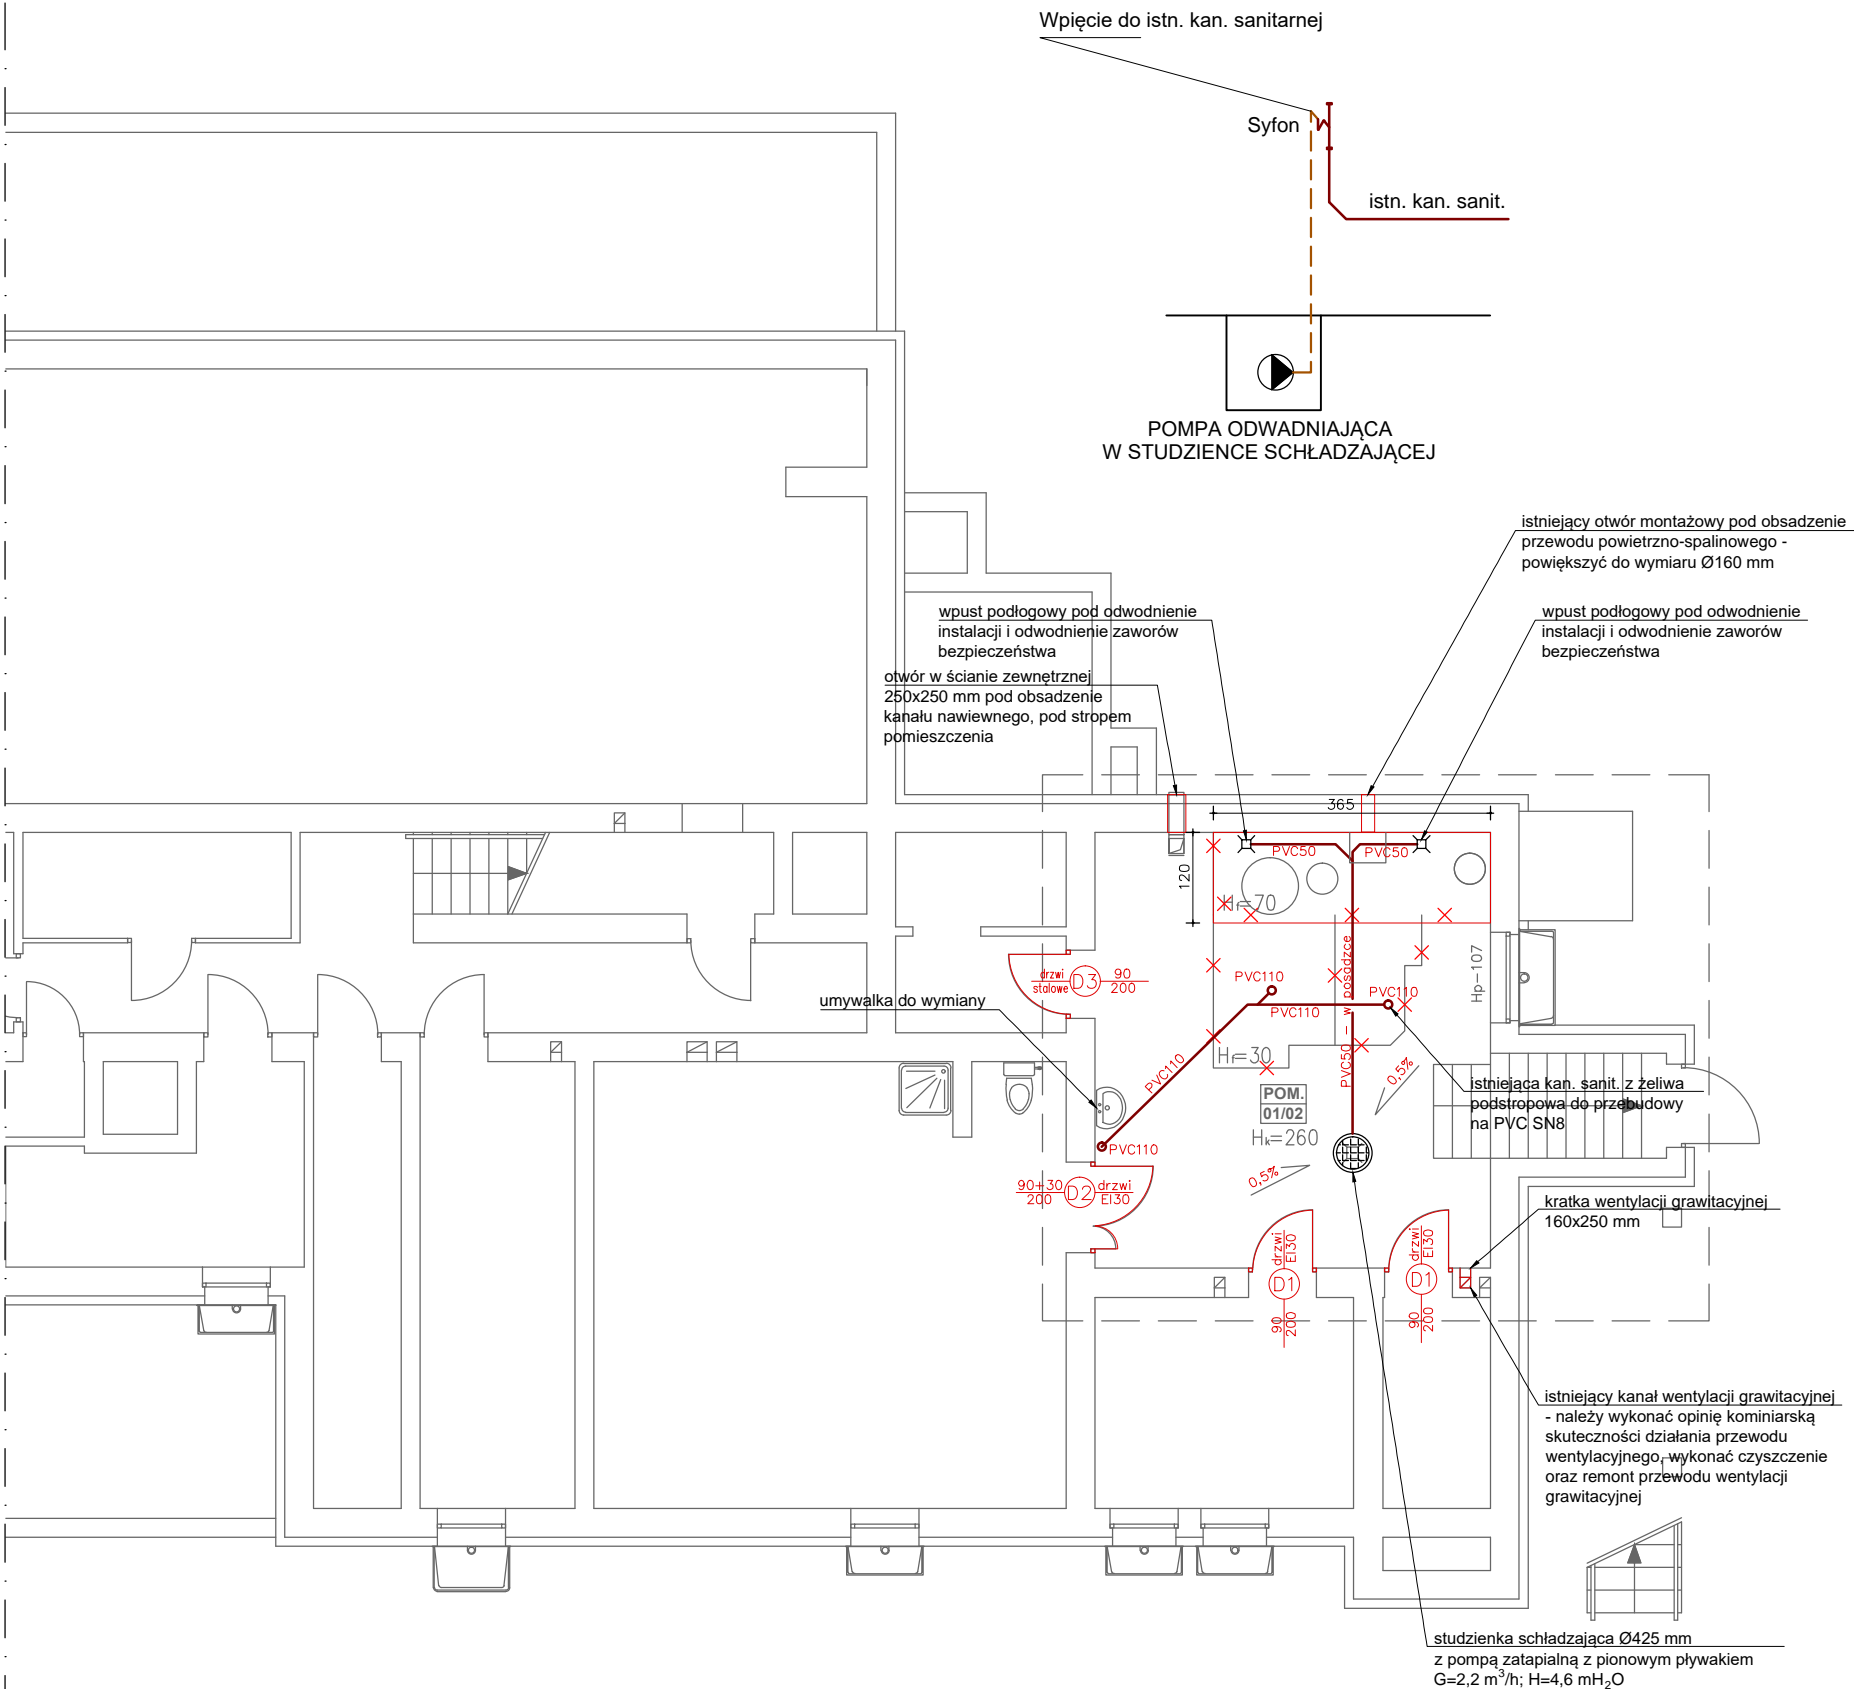 Wpięcie do istn. kan. sanitarnej
Syfon
istn. kan. sanit.
POMPA ODWADNIAJĄCA
W STUDZIENCE SCHŁADZAJĄCEJ
istniejący otwór montażowy pod obsadzenie
przewodu powietrzno-spalinowego -
powiększyć do wymiaru Ø160 mm
wpust podłogowy pod odwodnienie
instalacji i odwodnienie zaworów
bezpieczeństwa
wpust podłogowy pod odwodnienie
instalacji i odwodnienie zaworów
bezpieczeństwa
otwór w ścianie zewnętrznej
250x250 mm pod obsadzenie
kanału nawiewnego, pod stropem
pomieszczenia
365
120
PVC50
PVC50
Hf=70
PVC50 – w posadzce
Hp-107
drzwi
stalowe
D3
90
200
PVC110
PVC110
PVC110
umywalka do wymiany
PVC110
Hf=30
0,5%
POM.
01/02
Hk=260
istniejąca kan. sanit. z żeliwa
podstropowa do przebudowy
na PVC SN8
PVC110
90+30
200
D2
drzwi
EI30
0,5%
kratka wentylacji grawitacyjnej
160x250 mm
drzwi
EI30
D1
90
200
drzwi
EI30
D1
90
200
istniejący kanał wentylacji grawitacyjnej
- należy wykonać opinię kominiarską
skuteczności działania przewodu
wentylacyjnego, wykonać czyszczenie
oraz remont przewodu wentylacji
grawitacyjnej
studzienka schładzająca Ø425 mm
z pompą zatapialną z pionowym pływakiem
G=2,2 m³/h; H=4,6 mH₂O